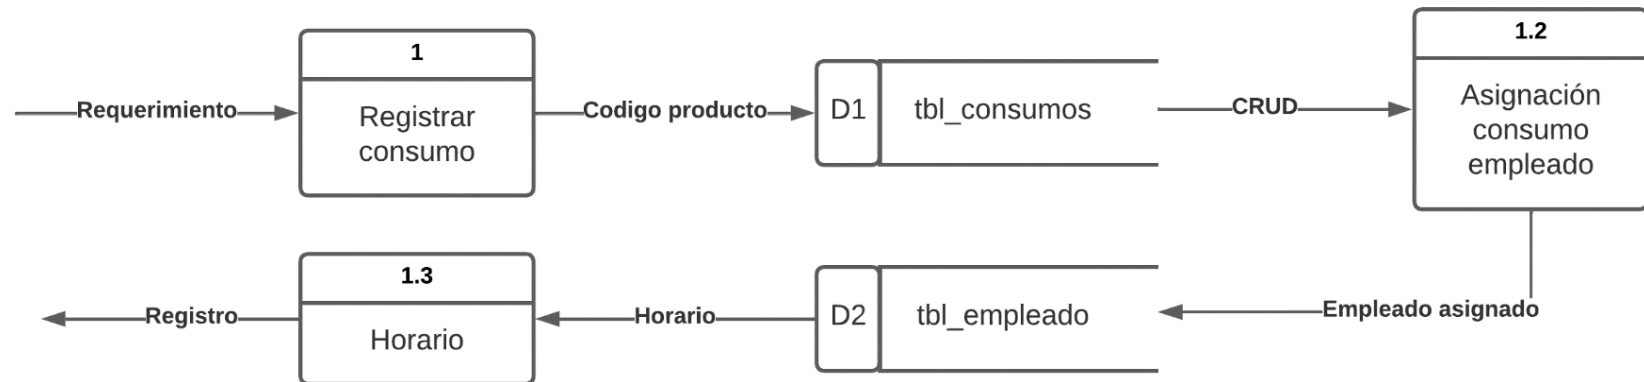 1
1.2
Requerimiento
Registrar
consumo
Codigo producto
D1
tbl_consumos
CRUD
Asignación
consumo
empleado
1.3
Registro
Horario
Horario
D2
tbl_empleado
Empleado asignado